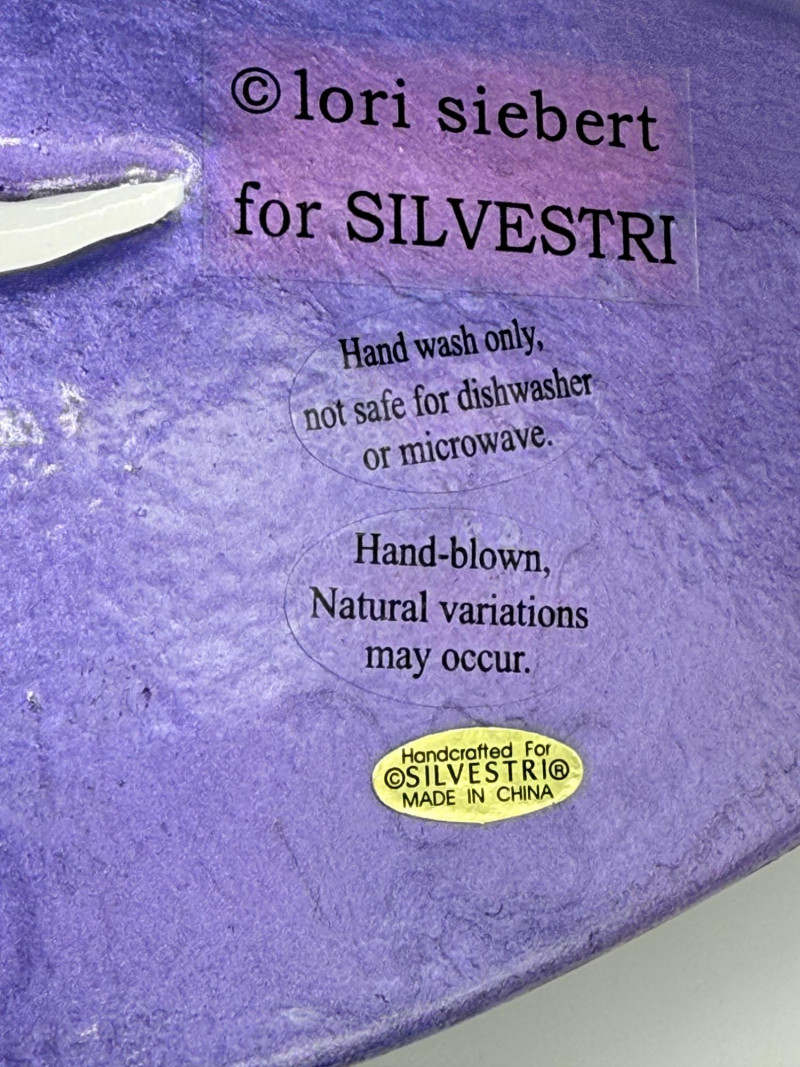 ©lori siebert
for SILVESTRI
Hand wash only,
not safe for dishwasher
or microwave.
Hand-blown,
Natural variations
may occur.
Handcrafted For
©SILVESTRI®
MADE IN CHINA